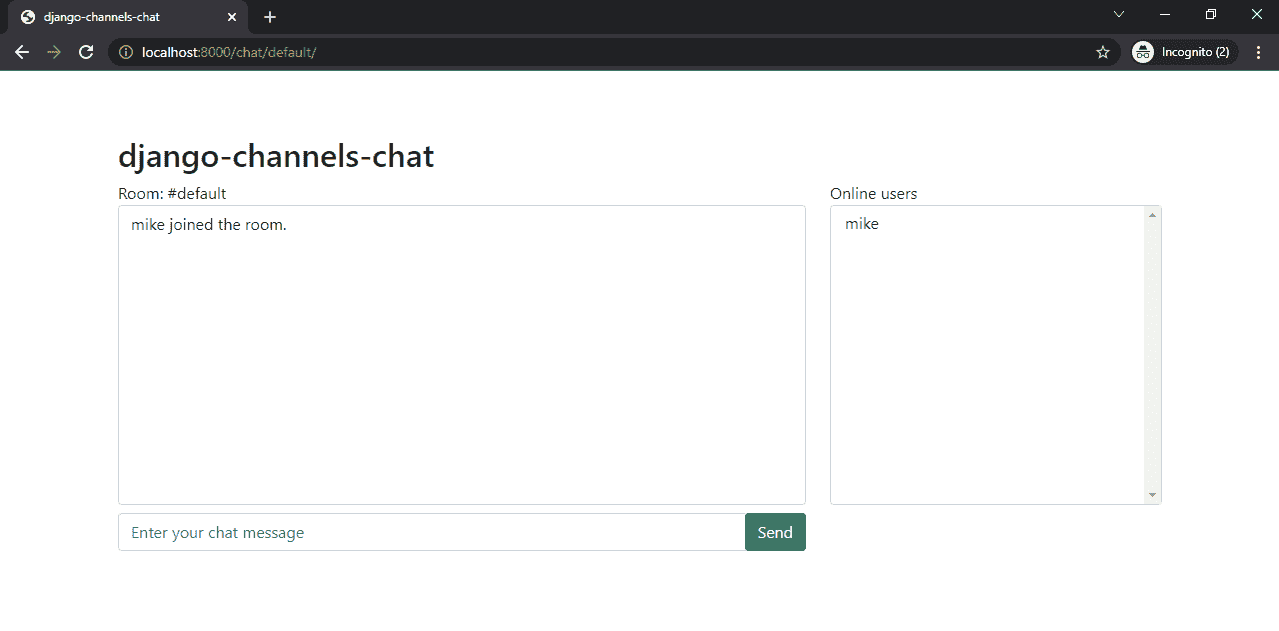 django-channels-chat
localhost:8000/chat/default/
Incognito (2)
django-channels-chat
Room: #default
Online users
mike joined the room.
mike
Enter your chat message
Send